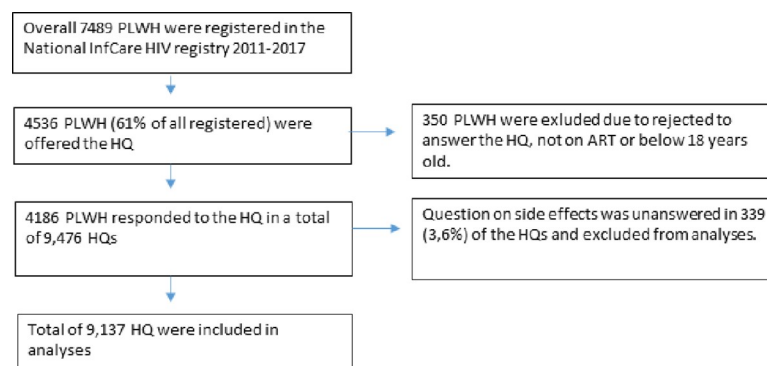 Overall 7489 PLWH were registered in the
National InfCare HIV registry 2011-2017
4536 PLWH (61% of all registered) were
offered the HQ
350 PLWH were exluded due to rejected to
answer the HQ, not on ART or below 18 years
old.
4186 PLWH responded to the HQ in a total
of 9,476 HQs
Question on side effects was unanswered in 339
(3,6%) of the HQs and excluded from analyses.
Total of 9,137 HQ were included in
analyses